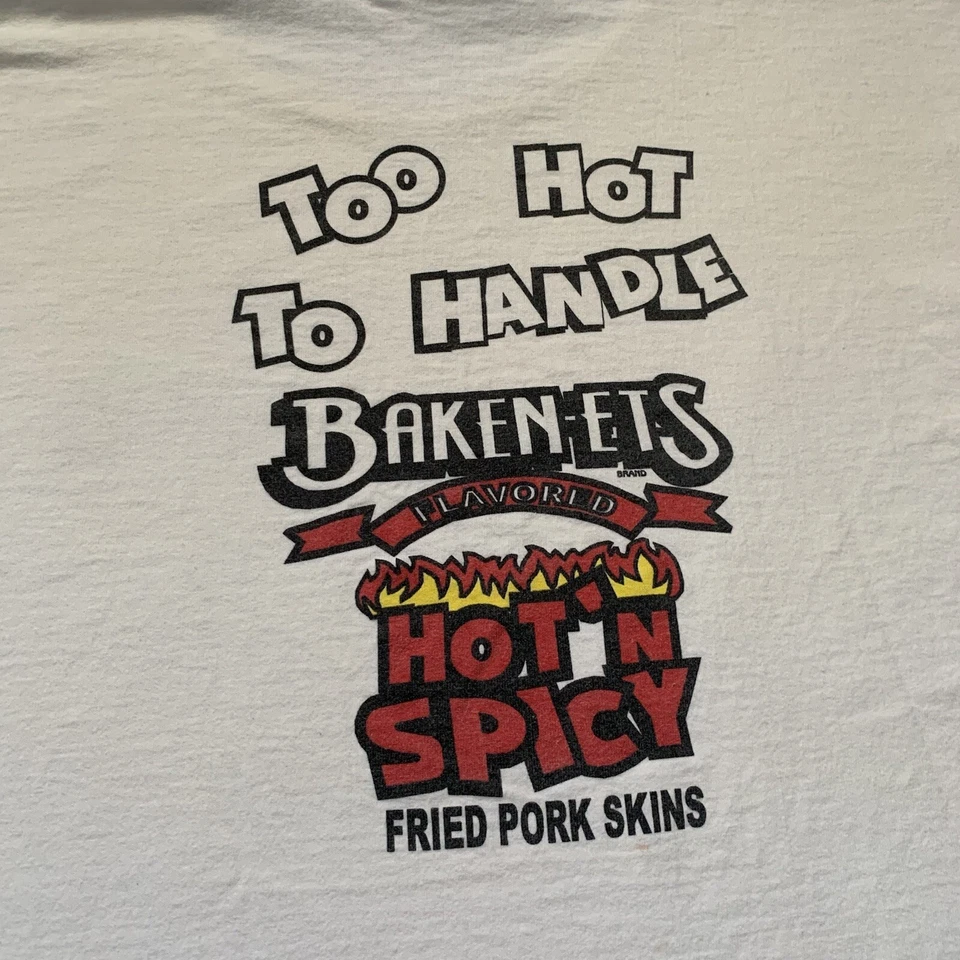 Too Hot
To Handle
BAKEN-ETS
BRAND
FLAVORED
HOT 'N
SPICY
FRIED PORK SKINS